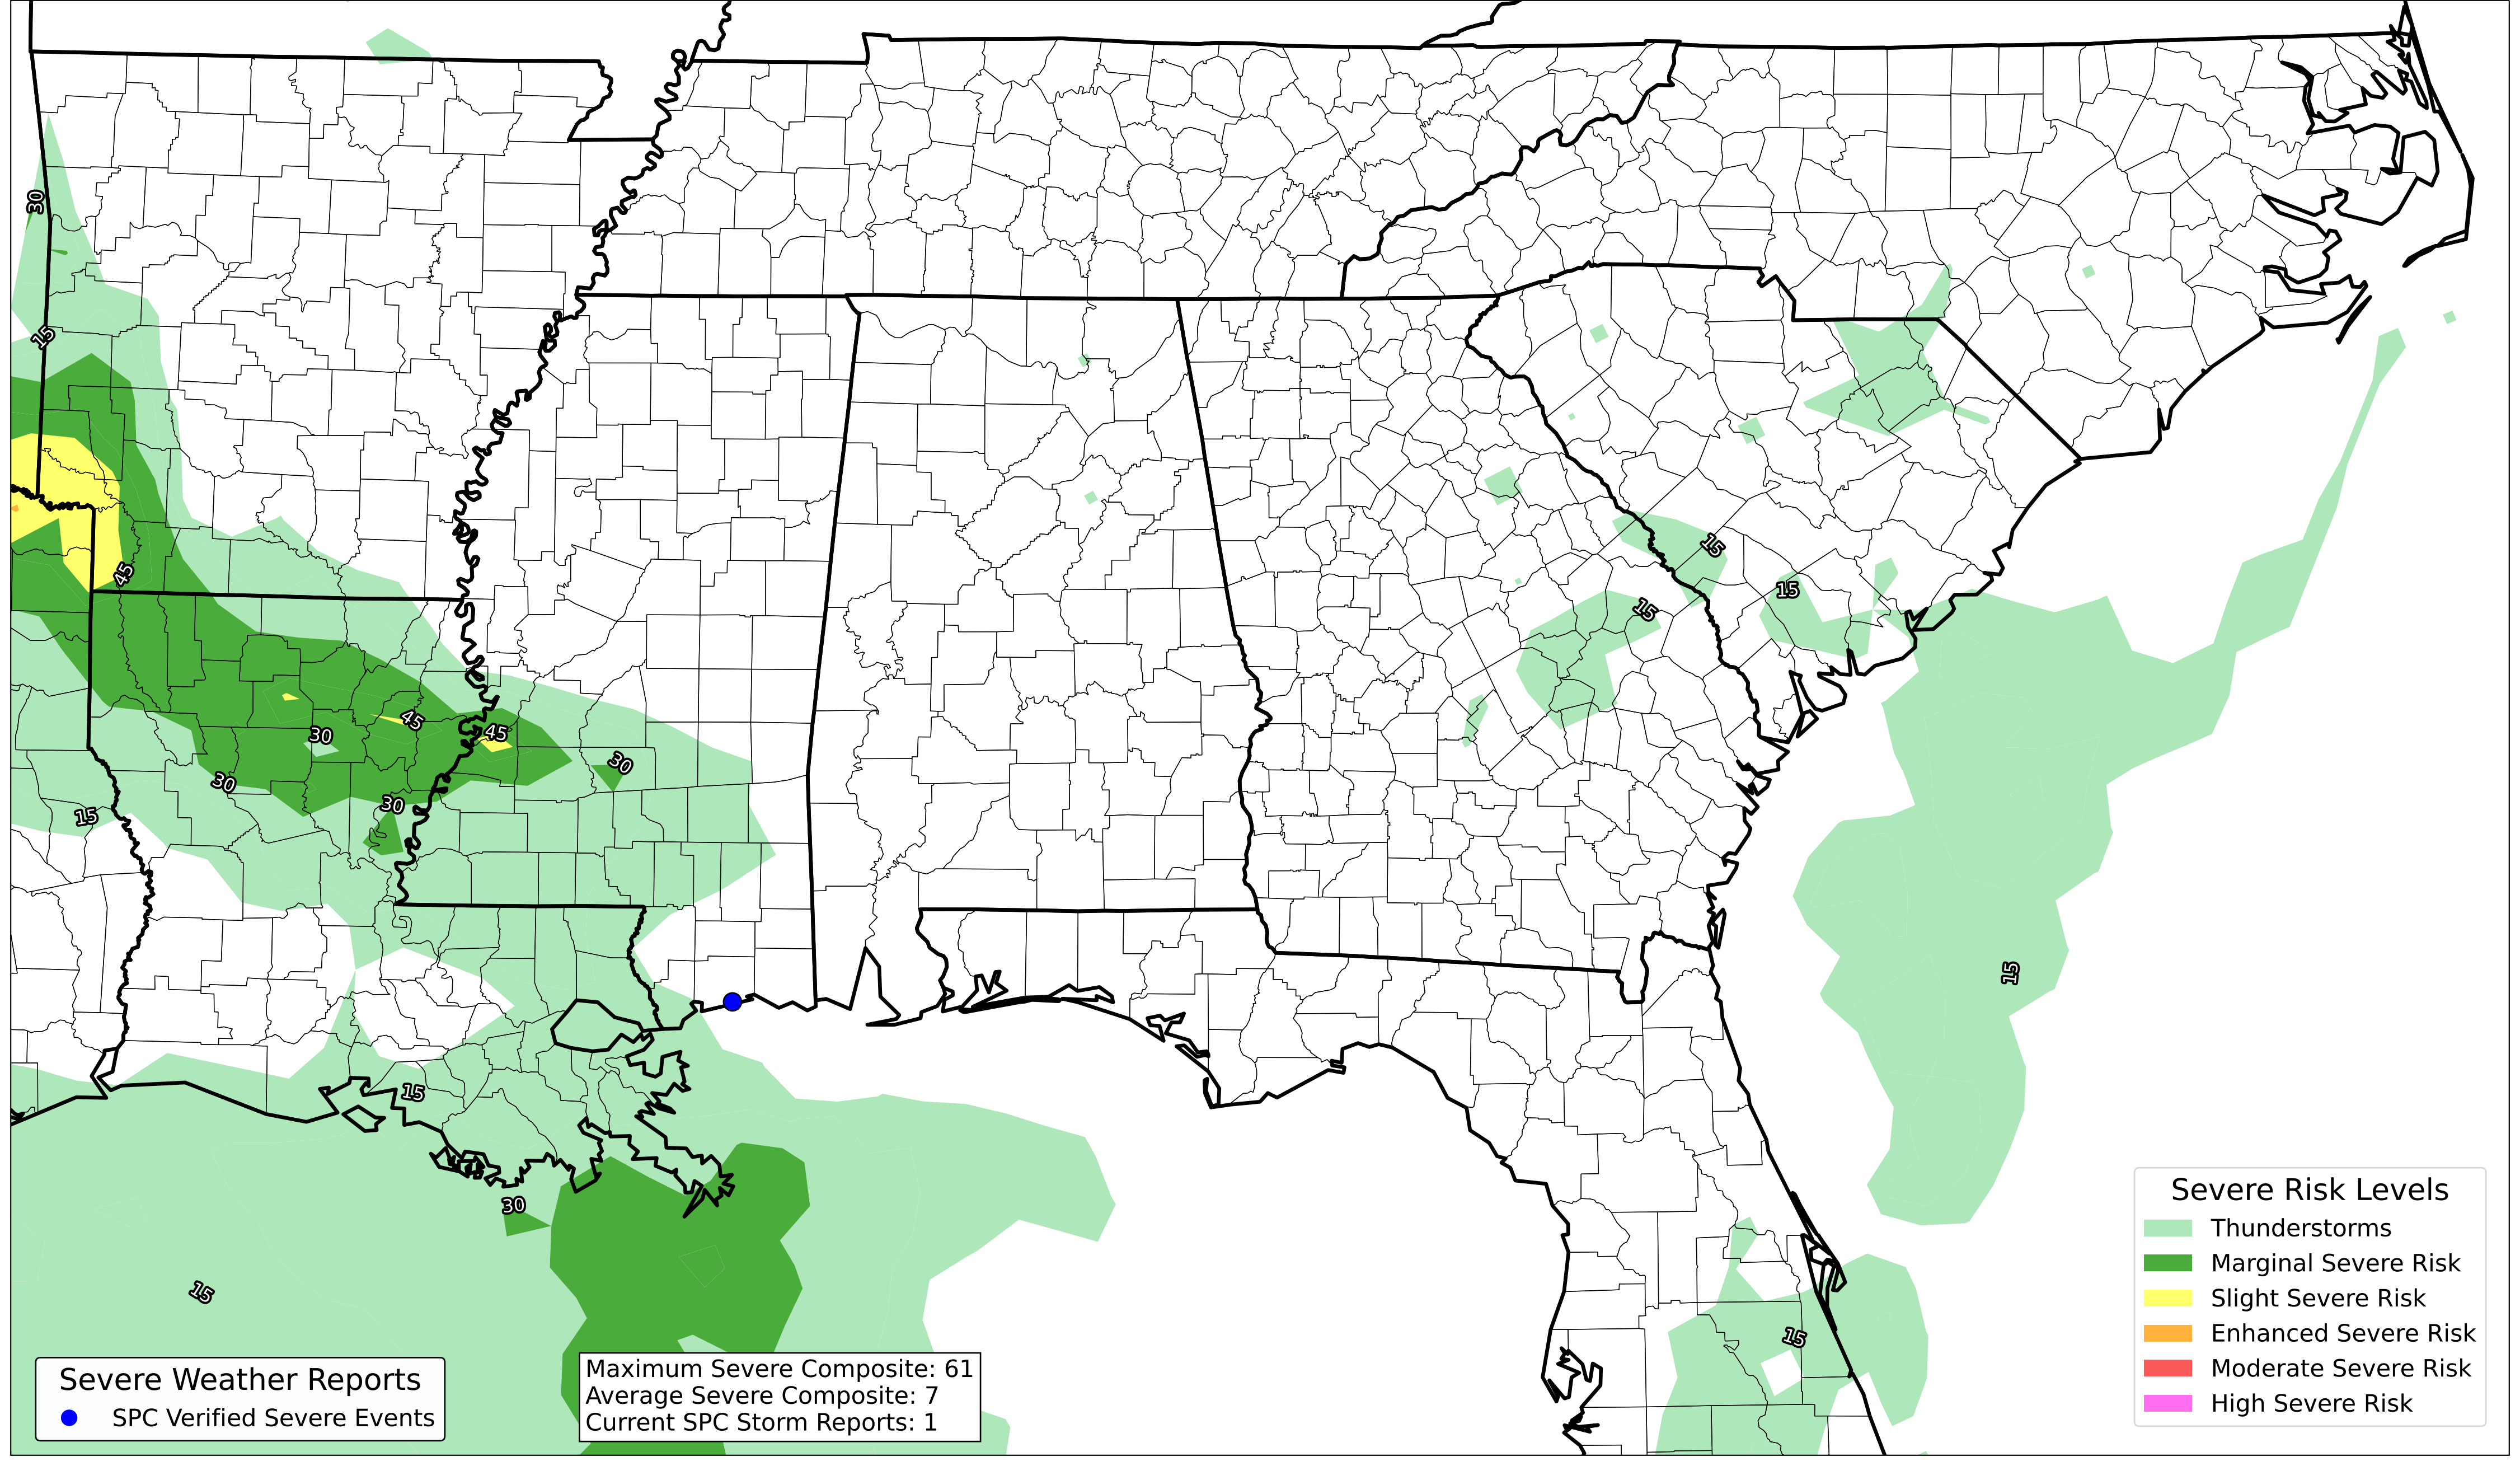 30
15
45
15
15
15
45
30
45
30
30
30
15
15
15
30
15
15
Severe Risk Levels
Thunderstorms
Marginal Severe Risk
Slight Severe Risk
Enhanced Severe Risk
Moderate Severe Risk
High Severe Risk
Severe Weather Reports
SPC Verified Severe Events
Maximum Severe Composite: 61
Average Severe Composite: 7
Current SPC Storm Reports: 1